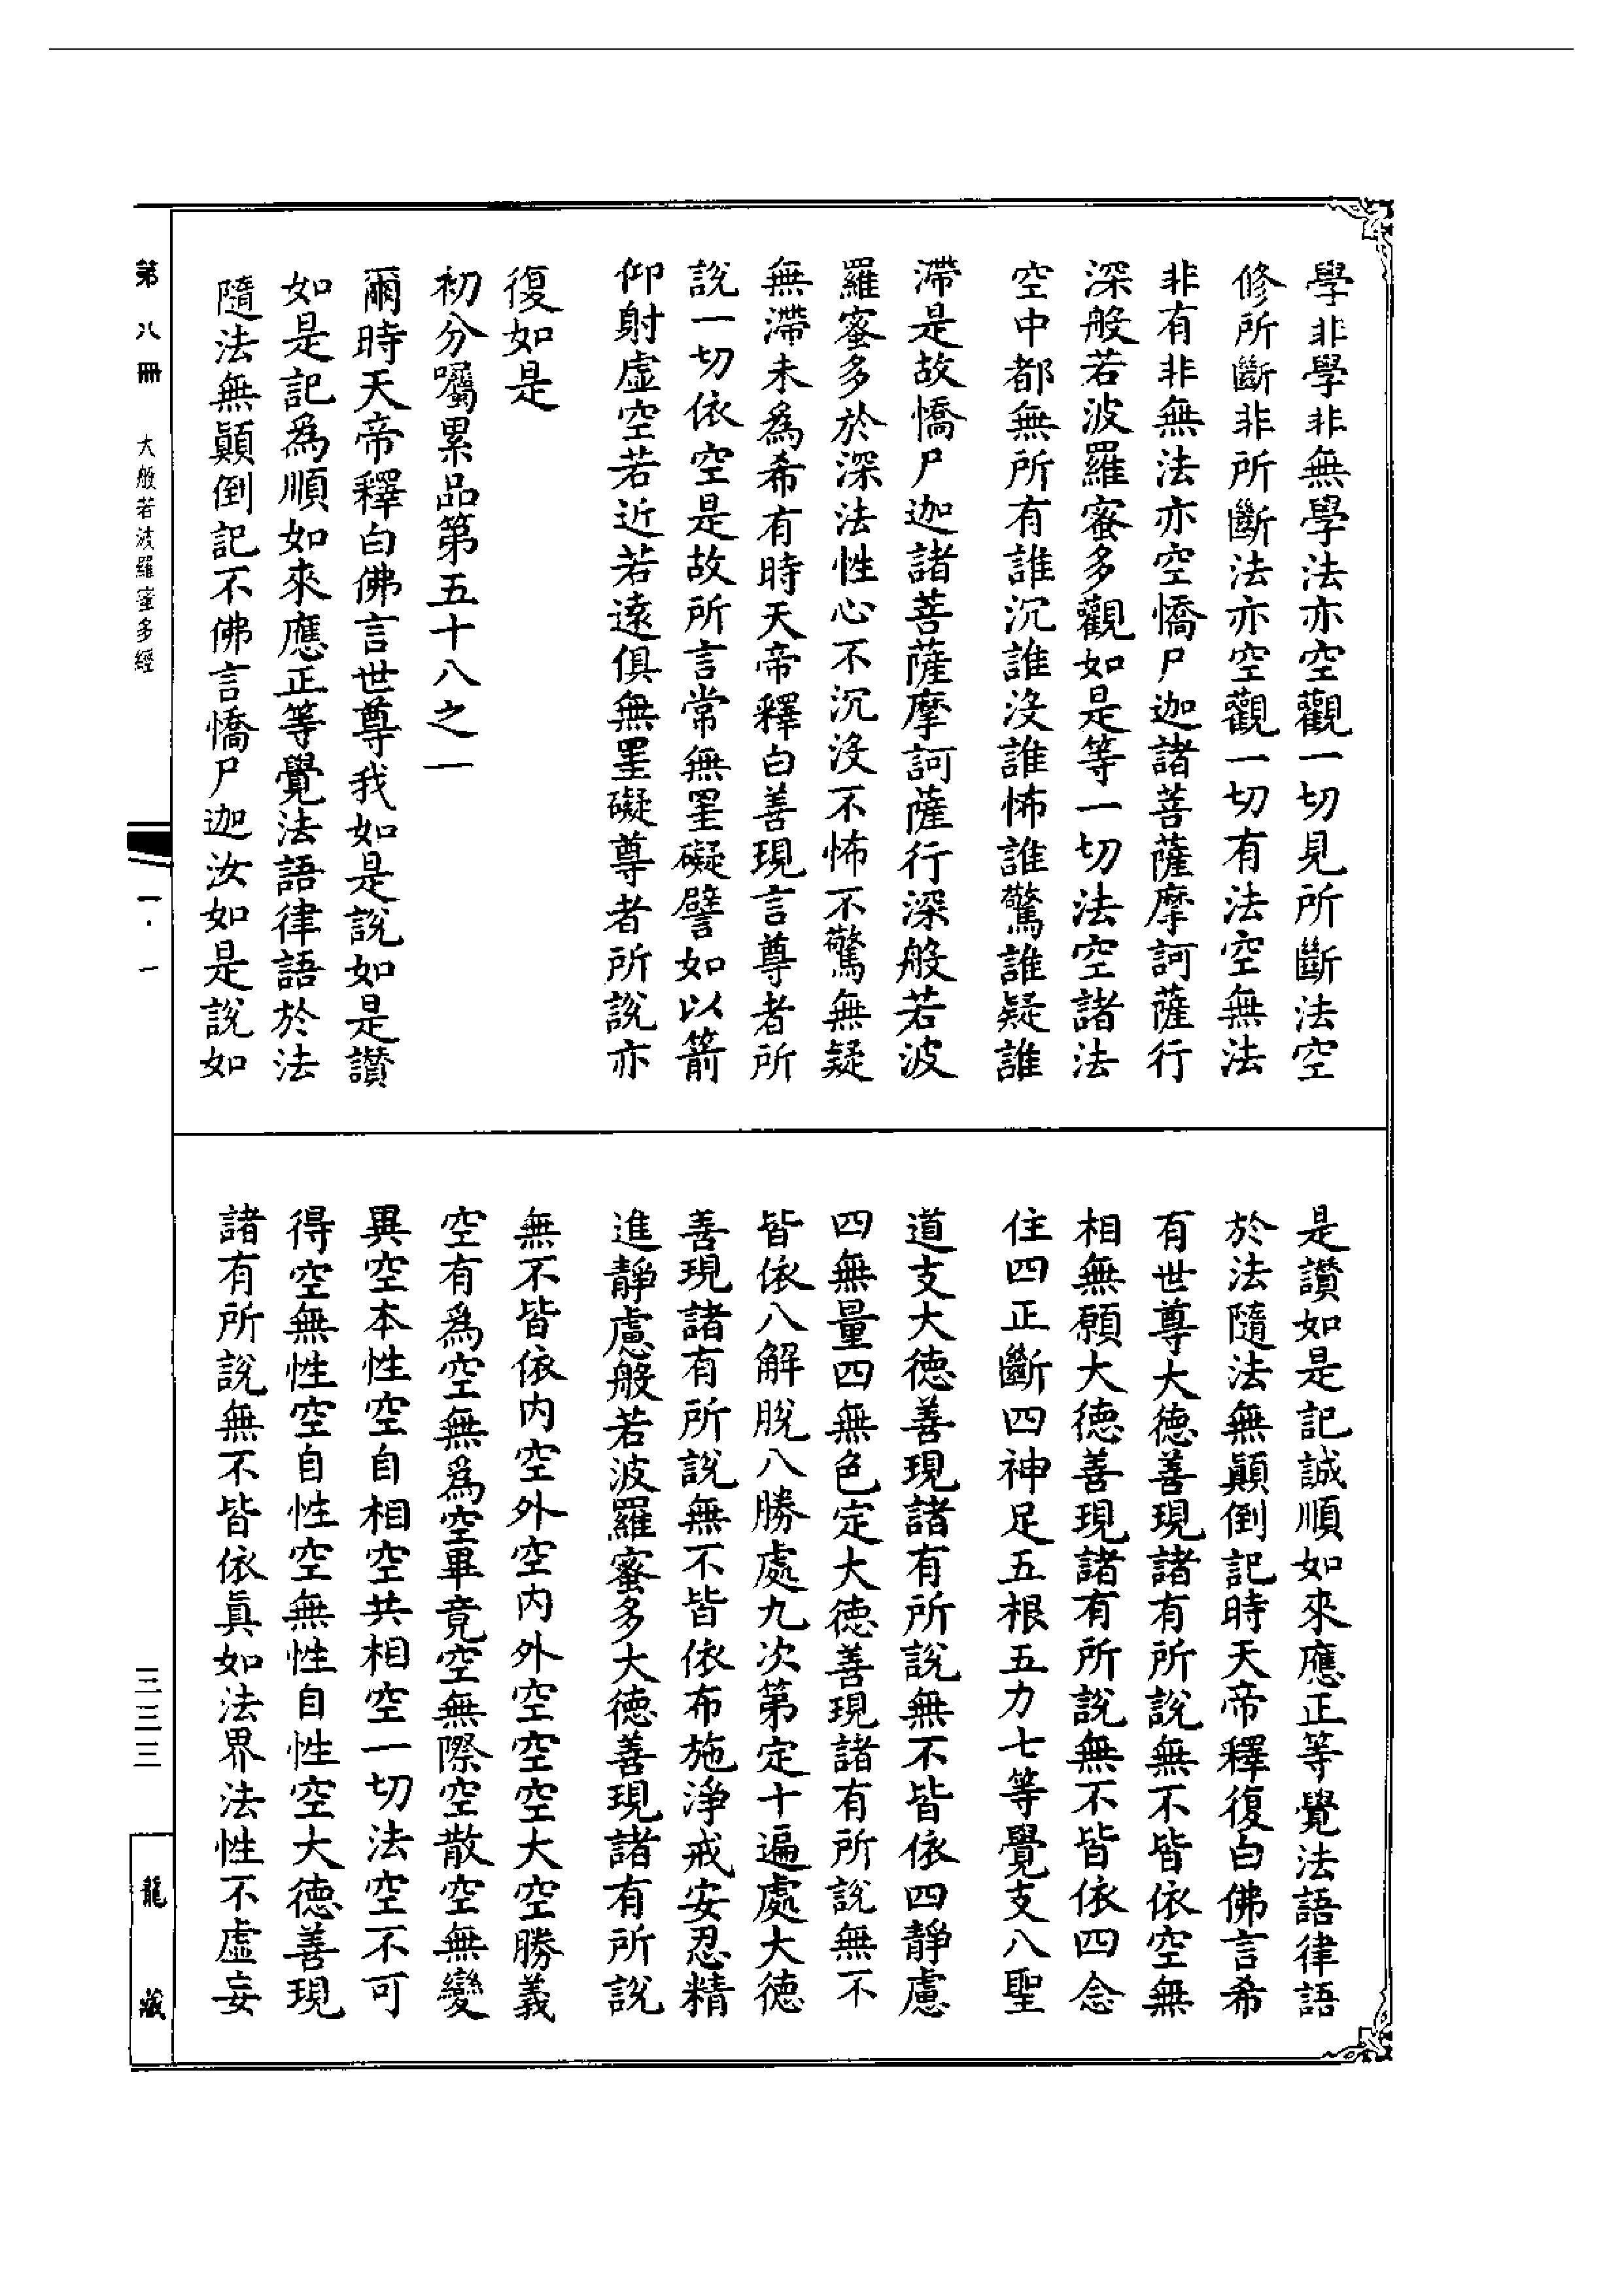 學非學非無學法亦空觀一切見所斷法空
修所斷非所斷法亦空觀一切有法空無法
非有非無法亦空憍尸迦諸菩薩摩訶薩行
深般若波羅蜜多觀如是等一切法空諸法
空中都無所有誰沉誰沒誰怖誰驚誰疑誰
滯是故憍尸迦諸菩薩摩訶薩行深般若波
羅蜜多於深法性心不沉沒不怖不驚無疑
無滯未為希有時天帝釋白善現言尊者所
說一切依空是故所言常無罣礙譬如以箭
仰射虛空若近若遠俱無罣礙尊者所說亦
復如是
初分囑累品第五十八之一
爾時天帝釋白佛言世尊我如是說如是讚
如是記為順如來應正等覺法語律語於法
隨法無顛倒記不佛言憍尸迦汝如是說如
是讚如是記誠順如來應正等覺法語律語
於法隨法無顛倒記時天帝釋復白佛言希
有世尊大德善現諸有所說無不皆依空無
相無願大德善現諸有所說無不皆依四念
住四正斷四神足五根五力七等覺支八聖
道支大德善現諸有所說無不皆依四靜慮
四無量四無色定大德善現諸有所說無不
皆依八解脫八勝處九次第定十遍處大德
善現諸有所說無不皆依布施淨戒安忍精
進靜慮般若波羅蜜多大德善現諸有所說
無不皆依內空外空內外空空空大空勝義
空有為空無為空畢竟空無際空散空無變
異空本性空自相空共相空一切法空不可
得空無性空自性空無性自性空大德善現
諸有所說無不皆依真如法界法性不虛妄
第八冊 大般若波羅蜜多經
一·一
三三三
龍藏